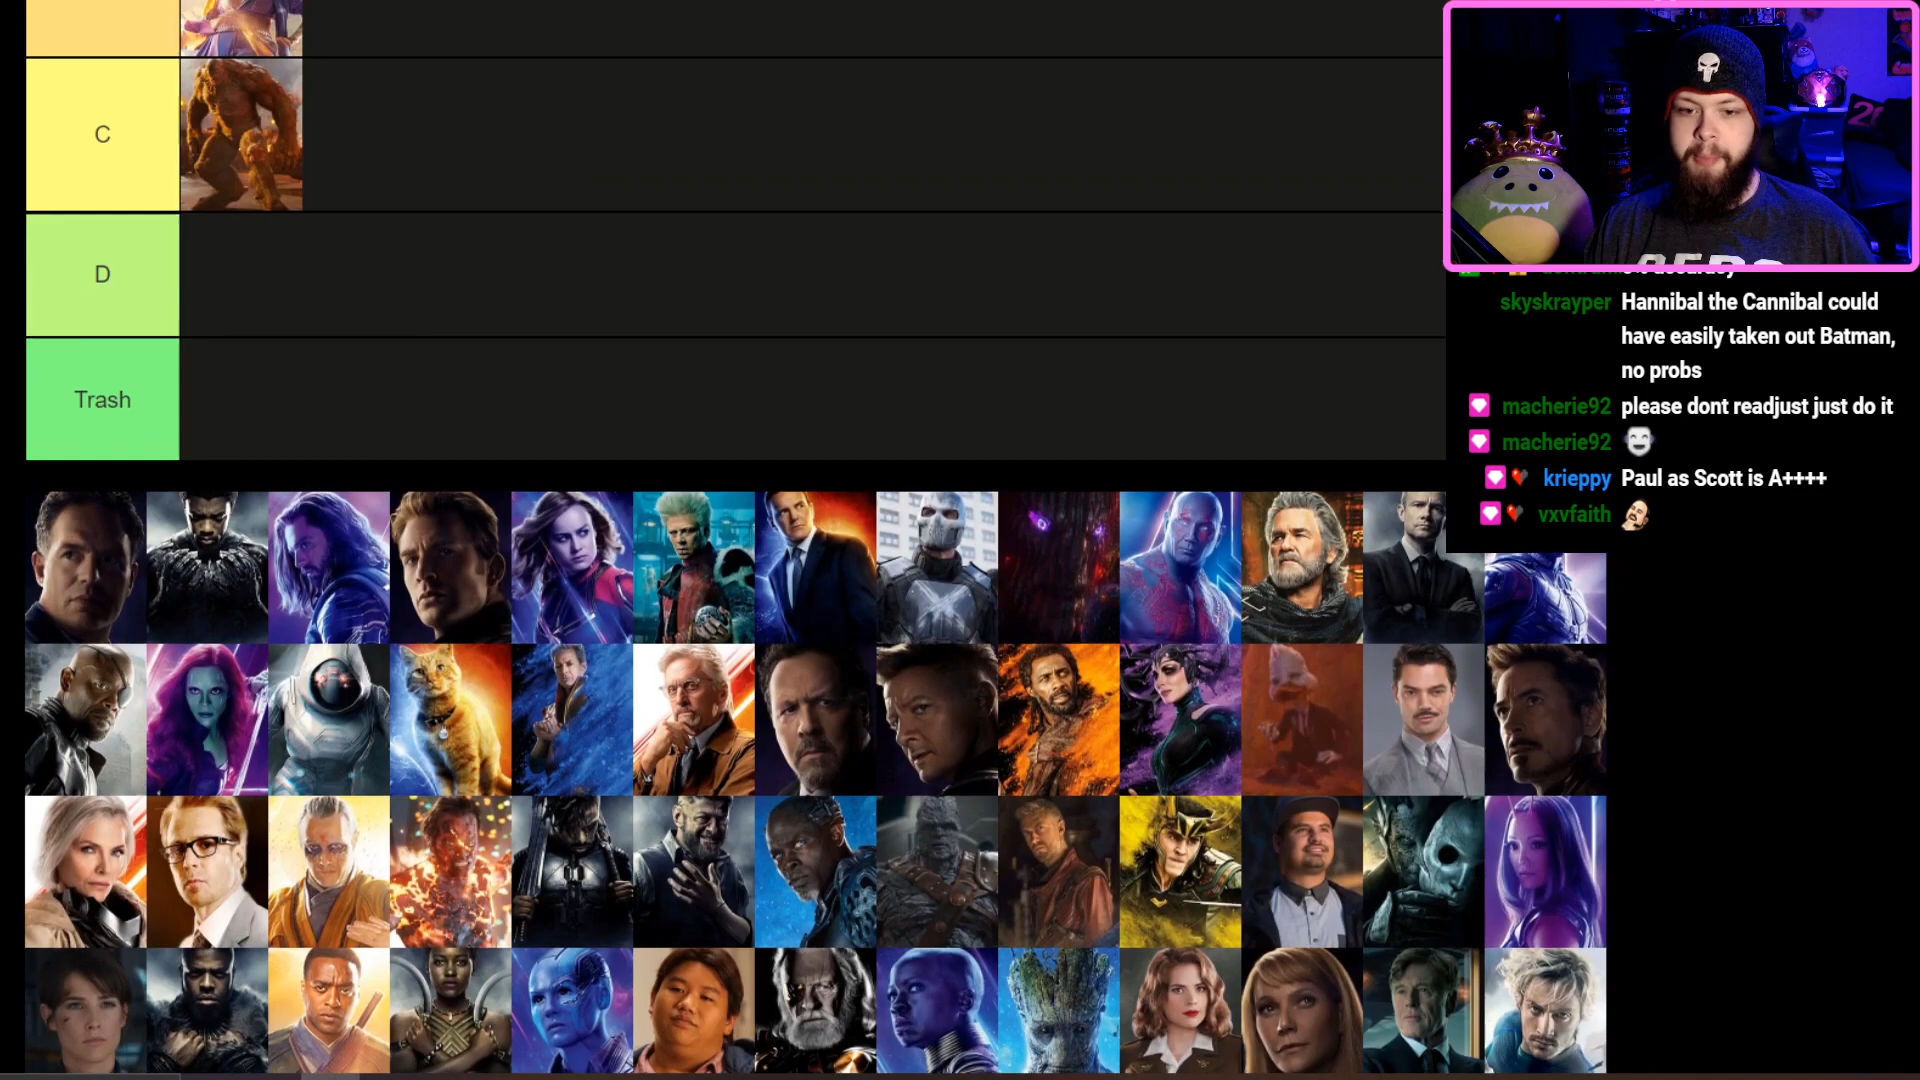 C
D
Trash
skyskrayper Hannibal the Cannibal could
have easily taken out Batman,
no probs
macherie92 please dont readjust just do it
macherie92
krieppy Paul as Scott is A++++
vxvfaith